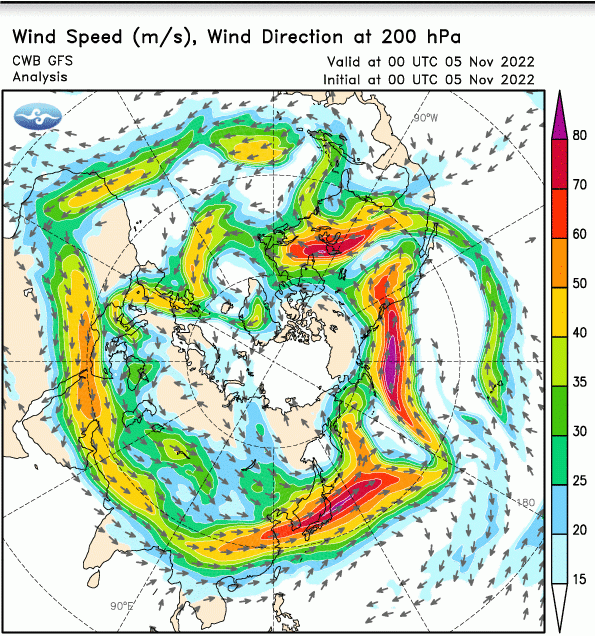 Wind Speed (m/s), Wind Direction at 200 hPa
CWB GFS
Analysis
Valid at 00 UTC 05 Nov 2022
Initial at 00 UTC 05 Nov 2022
90°W
180
90°E
80
70
60
50
40
35
30
25
20
15